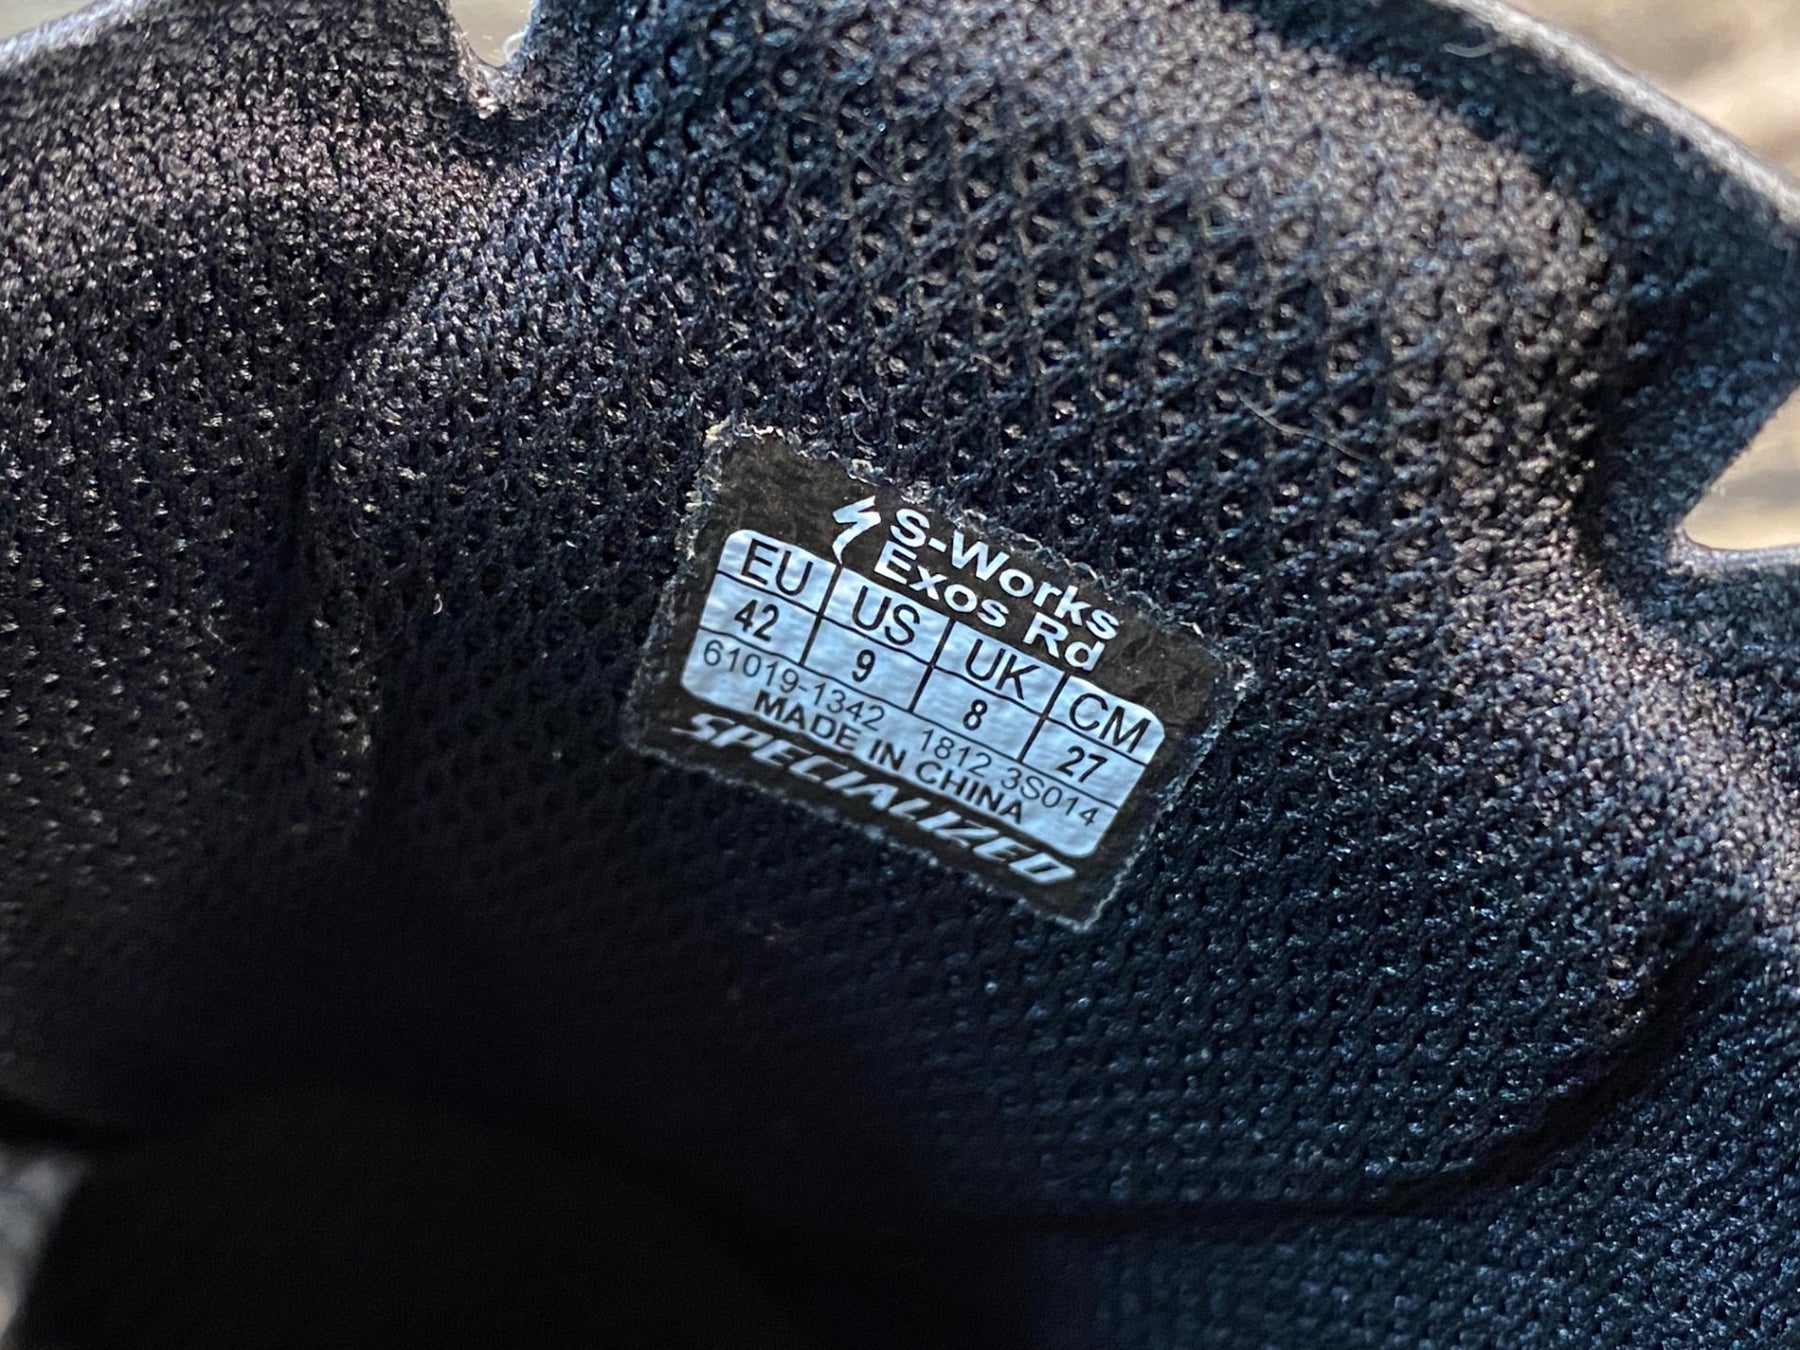 S-Works
Exos Rd
EU US UK CM
42 9 8 27
61019-1342 1812 3S014
MADE IN CHINA
SPECIALIZED